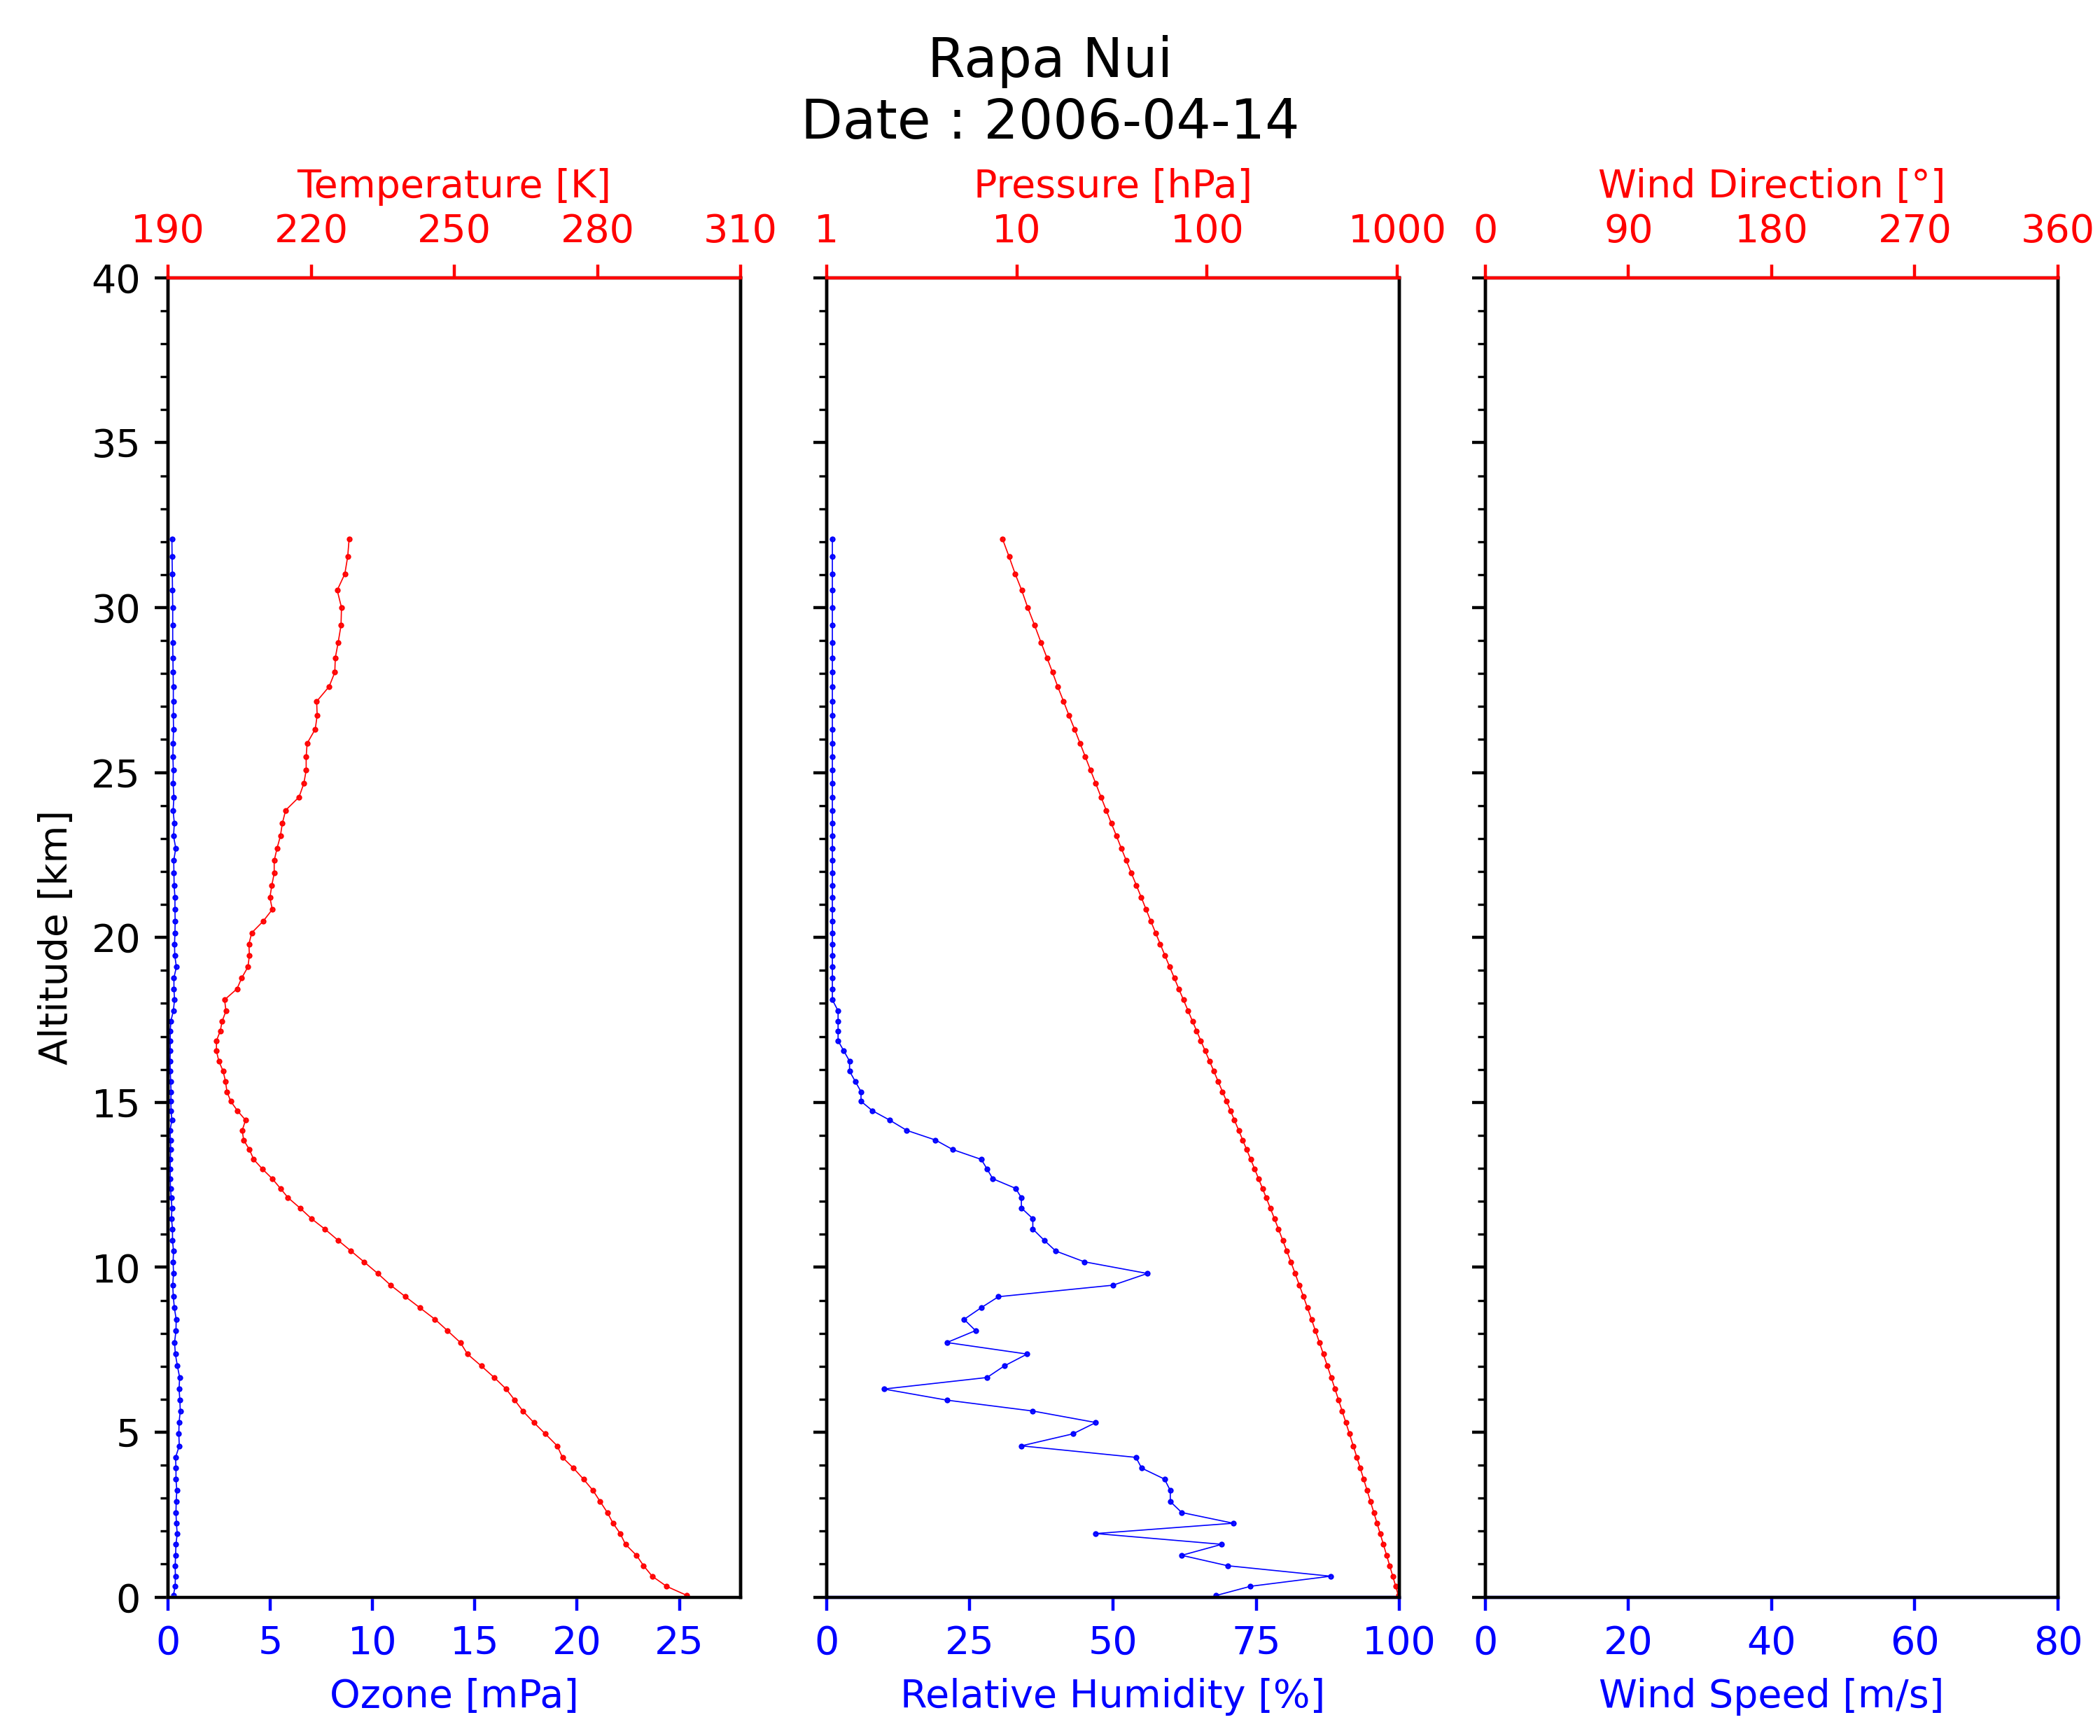 Rapa Nui
Date : 2006-04-14
Temperature [K] Pressure [hPa] Wind Direction [°]
190 220 250 280 310 1 10 100 1000 0 90 180 270 360
40
35
30
25
20
15
10
5
0
Altitude [km]
0 5 10 15 20 25 0 25 50 75 100 0 20 40 60 80
Ozone [mPa] Relative Humidity [%] Wind Speed [m/s]